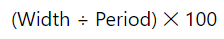 (Width ÷ Period) × 100